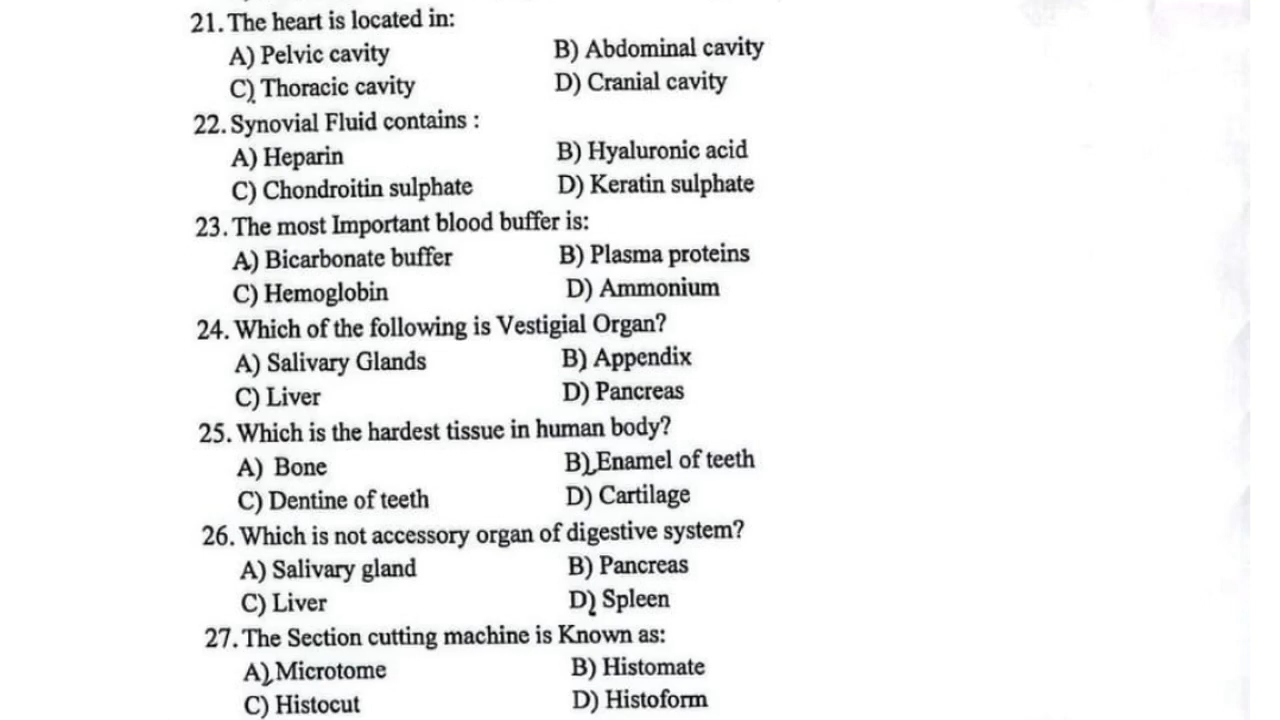 21. The heart is located in:
A) Pelvic cavity B) Abdominal cavity
C) Thoracic cavity D) Cranial cavity
22. Synovial Fluid contains :
A) Heparin B) Hyaluronic acid
C) Chondroitin sulphate D) Keratin sulphate
23. The most Important blood buffer is:
A) Bicarbonate buffer B) Plasma proteins
C) Hemoglobin D) Ammonium
24. Which of the following is Vestigial Organ?
A) Salivary Glands B) Appendix
C) Liver D) Pancreas
25. Which is the hardest tissue in human body?
A) Bone B) Enamel of teeth
C) Dentine of teeth D) Cartilage
26. Which is not accessory organ of digestive system?
A) Salivary gland B) Pancreas
C) Liver D) Spleen
27. The Section cutting machine is Known as:
A) Microtome B) Histomate
C) Histocut D) Histoform